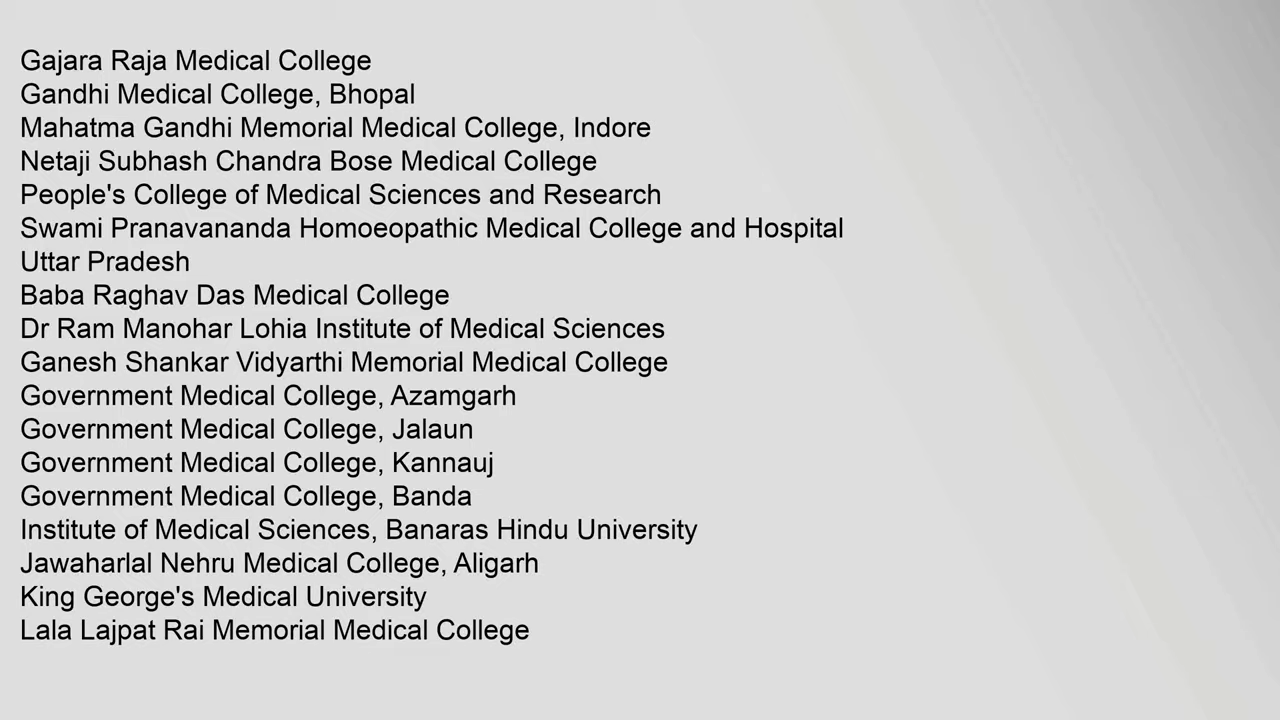 Gajara Raja Medical College
Gandhi Medical College, Bhopal
Mahatma Gandhi Memorial Medical College, Indore
Netaji Subhash Chandra Bose Medical College
People's College of Medical Sciences and Research
Swami Pranavananda Homoeopathic Medical College and Hospital
Uttar Pradesh
Baba Raghav Das Medical College
Dr Ram Manohar Lohia Institute of Medical Sciences
Ganesh Shankar Vidyarthi Memorial Medical College
Government Medical College, Azamgarh
Government Medical College, Jalaun
Government Medical College, Kannauj
Government Medical College, Banda
Institute of Medical Sciences, Banaras Hindu University
Jawaharlal Nehru Medical College, Aligarh
King George's Medical University
Lala Lajpat Rai Memorial Medical College